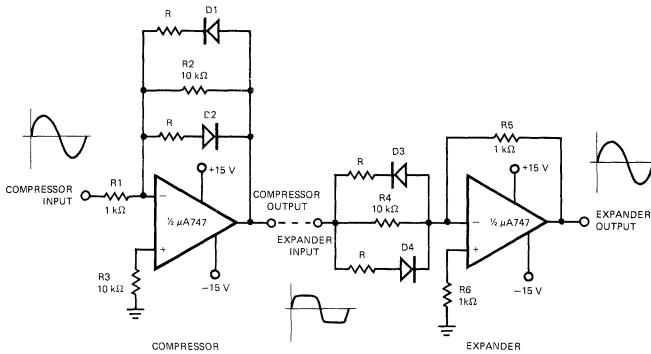 R
D1
R2
10 kΩ
R
D2
+15 V
COMPRESSOR
INPUT
R1
1 kΩ
−
½ μA747
+
R3
10 kΩ
−15 V
COMPRESSOR
OUTPUT
EXPANDER
INPUT
R
D3
R4
10 kΩ
R
D4
R5
1 kΩ
+15 V
−
½ μA747
+
R6
1kΩ
−15 V
EXPANDER
OUTPUT
COMPRESSOR
EXPANDER